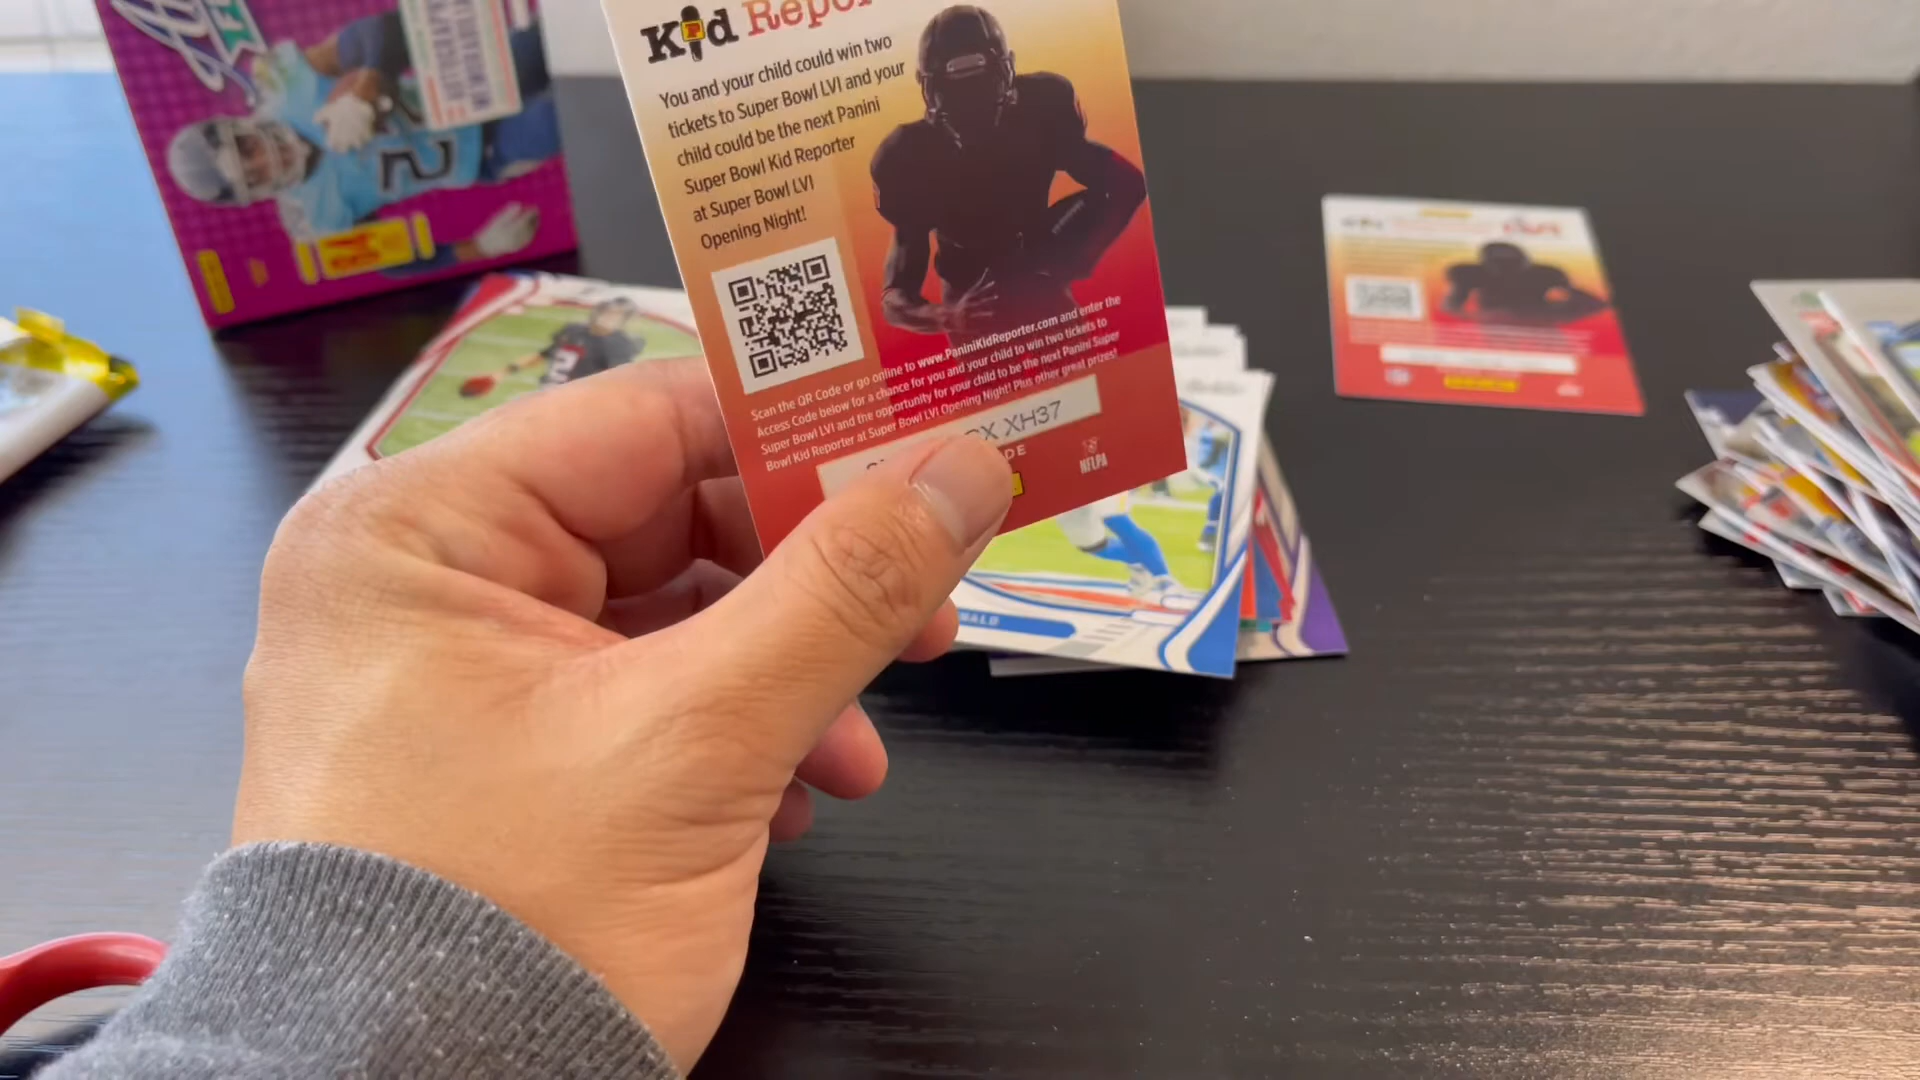 Kid Repor
You and your child could win two
tickets to Super Bowl LVI and your
child could be the next Panini
Super Bowl Kid Reporter
at Super Bowl LVI
Opening Night!
Scan the QR Code or go online to www.PaniniKidReporter.com and enter the
Access Code below for a chance for you and your child to win two tickets to
Super Bowl LVI and the opportunity for your child to be the next Panini Super
Bowl Kid Reporter at Super Bowl LVI Opening Night! Plus other great prizes!
XH37
NFLPA
NALD
2